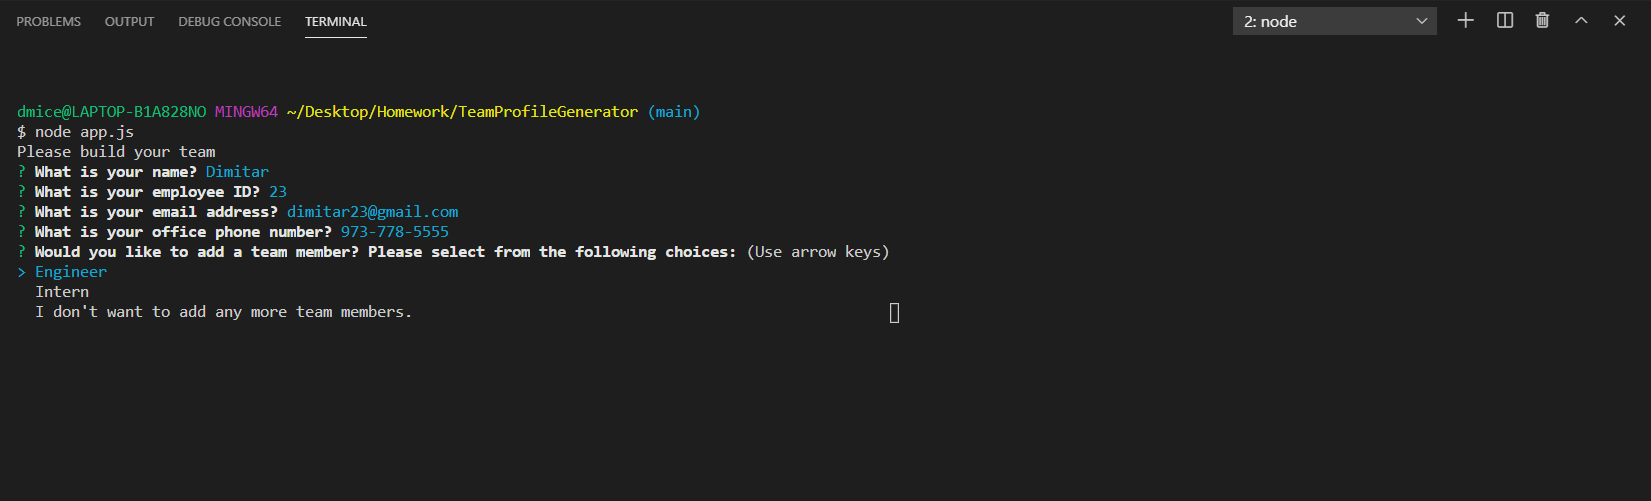 PROBLEMS OUTPUT DEBUG CONSOLE TERMINAL 2: node
dmice@LAPTOP-B1A828NO MINGW64 ~/Desktop/Homework/TeamProfileGenerator (main)
$ node app.js
Please build your team
? What is your name? Dimitar
? What is your employee ID? 23
? What is your email address? dimitar23@gmail.com
? What is your office phone number? 973-778-5555
? Would you like to add a team member? Please select from the following choices: (Use arrow keys)
> Engineer
Intern
I don't want to add any more team members.